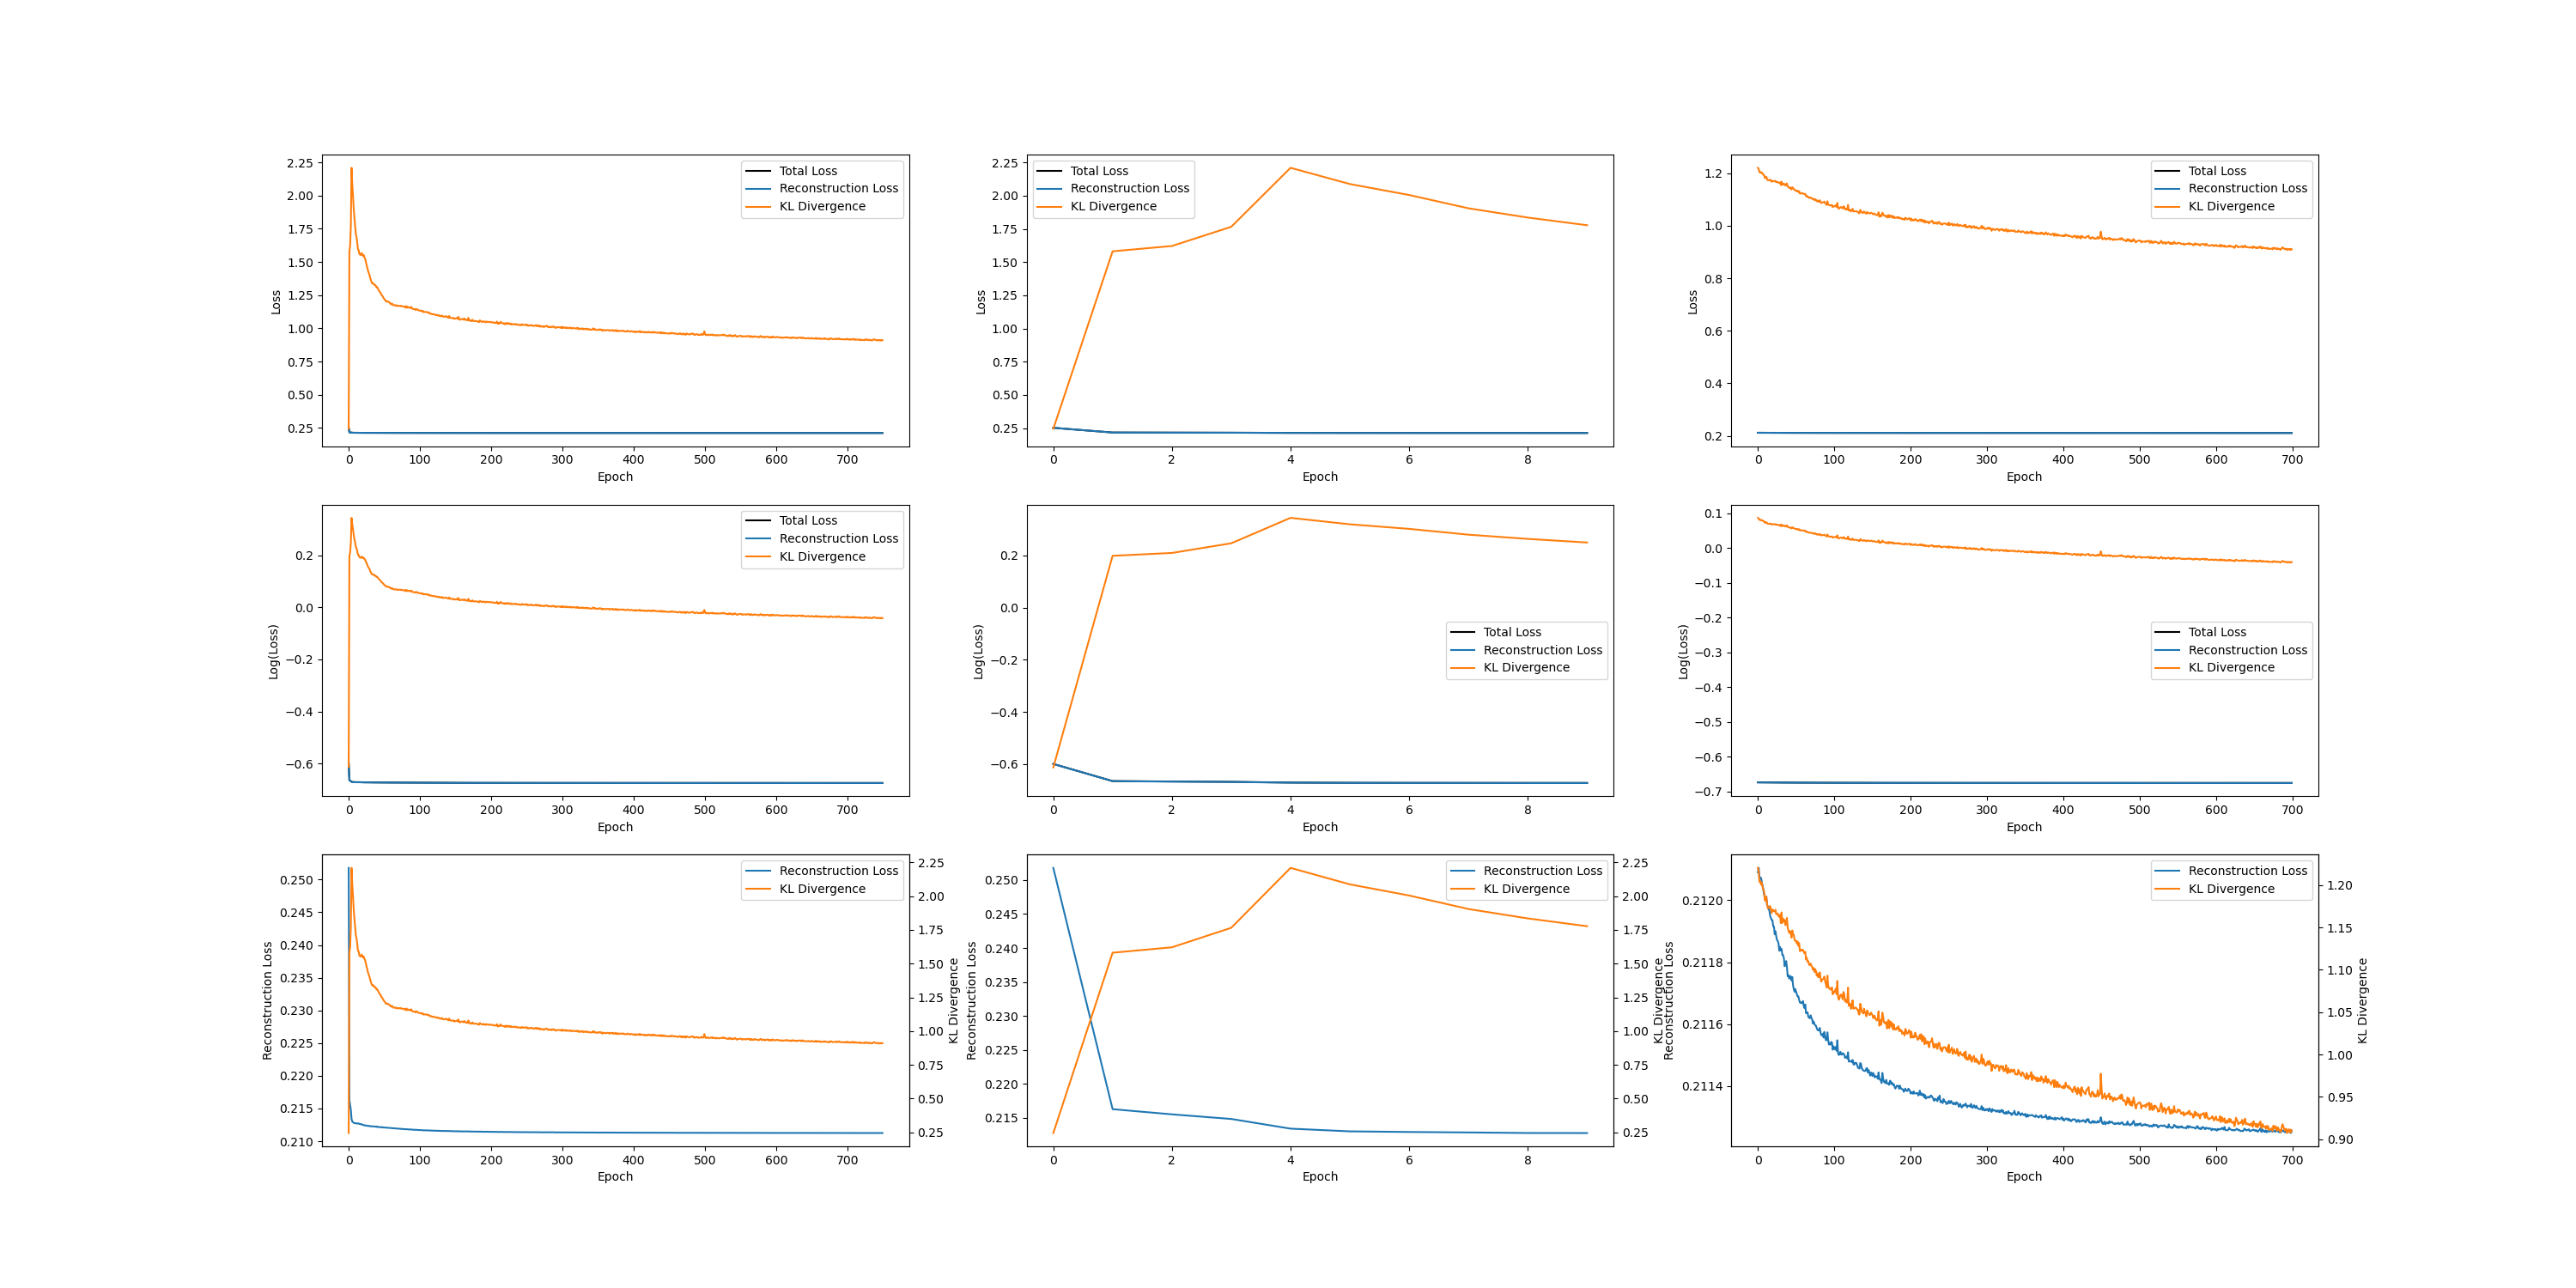 2.25
2.00
1.75
1.50
1.25
1.00
0.75
0.50
0.25
Loss
Total Loss
Reconstruction Loss
KL Divergence
0 100 200 300 400 500 600 700
Epoch
2.25
2.00
1.75
1.50
1.25
1.00
0.75
0.50
0.25
Loss
Total Loss
Reconstruction Loss
KL Divergence
0 2 4 6 8
Epoch
1.2
1.0
0.8
0.6
0.4
0.2
Loss
Total Loss
Reconstruction Loss
KL Divergence
0 100 200 300 400 500 600 700
Epoch
0.2
0.0
−0.2
−0.4
−0.6
Log(Loss)
Total Loss
Reconstruction Loss
KL Divergence
0 100 200 300 400 500 600 700
Epoch
0.2
0.0
−0.2
−0.4
−0.6
Log(Loss)
Total Loss
Reconstruction Loss
KL Divergence
0 2 4 6 8
Epoch
0.1
0.0
−0.1
−0.2
−0.3
−0.4
−0.5
−0.6
−0.7
Log(Loss)
Total Loss
Reconstruction Loss
KL Divergence
0 100 200 300 400 500 600 700
Epoch
0.250
0.245
0.240
0.235
0.230
0.225
0.220
0.215
0.210
Reconstruction Loss
Reconstruction Loss
KL Divergence
2.25
2.00
1.75
1.50
1.25
1.00
0.75
0.50
0.25
KL Divergence
0 100 200 300 400 500 600 700
Epoch
0.250
0.245
0.240
0.235
0.230
0.225
0.220
0.215
Reconstruction Loss
Reconstruction Loss
KL Divergence
2.25
2.00
1.75
1.50
1.25
1.00
0.75
0.50
0.25
KL Divergence
0 2 4 6 8
Epoch
0.2120
0.2118
0.2116
0.2114
Reconstruction Loss
Reconstruction Loss
KL Divergence
1.20
1.15
1.10
1.05
1.00
0.95
0.90
KL Divergence
0 100 200 300 400 500 600 700
Epoch